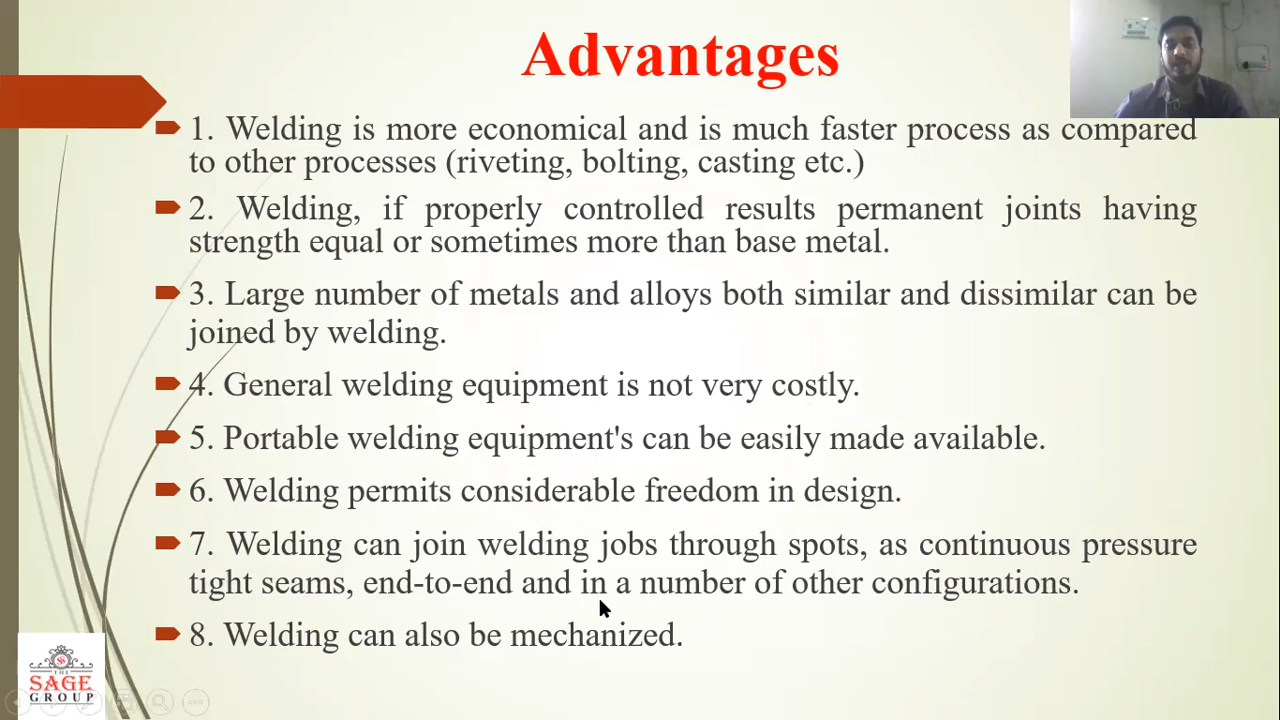 Advantages
1. Welding is more economical and is much faster process as compared
to other processes (riveting, bolting, casting etc.)
2. Welding, if properly controlled results permanent joints having
strength equal or sometimes more than base metal.
3. Large number of metals and alloys both similar and dissimilar can be
joined by welding.
4. General welding equipment is not very costly.
5. Portable welding equipment's can be easily made available.
6. Welding permits considerable freedom in design.
7. Welding can join welding jobs through spots, as continuous pressure
tight seams, end-to-end and in a number of other configurations.
8. Welding can also be mechanized.
THE
SAGE
GROUP